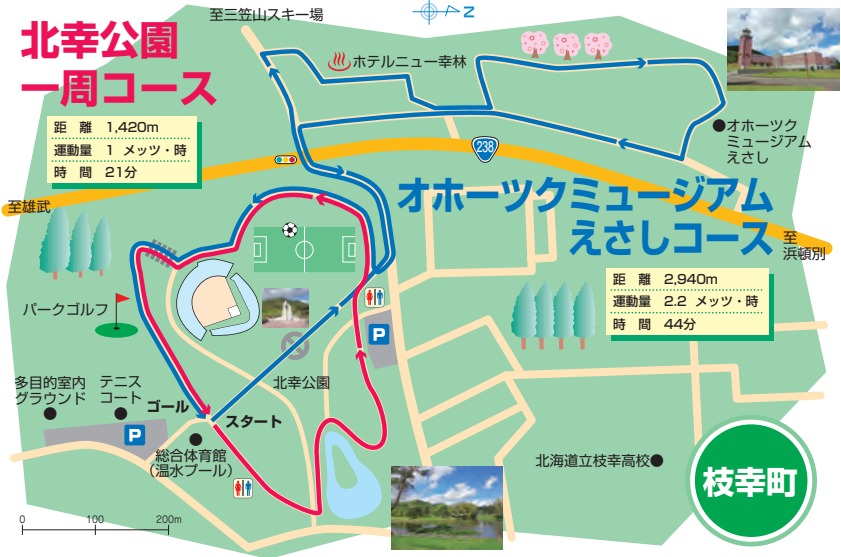 至三笠山スキー場
N
北幸公園
一周コース
ホテルニュー幸林
距　離　1,420m
運動量　1　メッツ・時
時　間　21分
オホーツク
ミュージアム
えさし
238
至雄武
オホーツクミュージアム
えさしコース
至
浜頓別
距　離　2,940m
運動量　2.2　メッツ・時
時　間　44分
パークゴルフ
P
北幸公園
多目的室内
グラウンド
テニス
コート
ゴール
スタート
P
総合体育館
（温水プール）
北海道立枝幸高校
枝幸町
0 100 200m